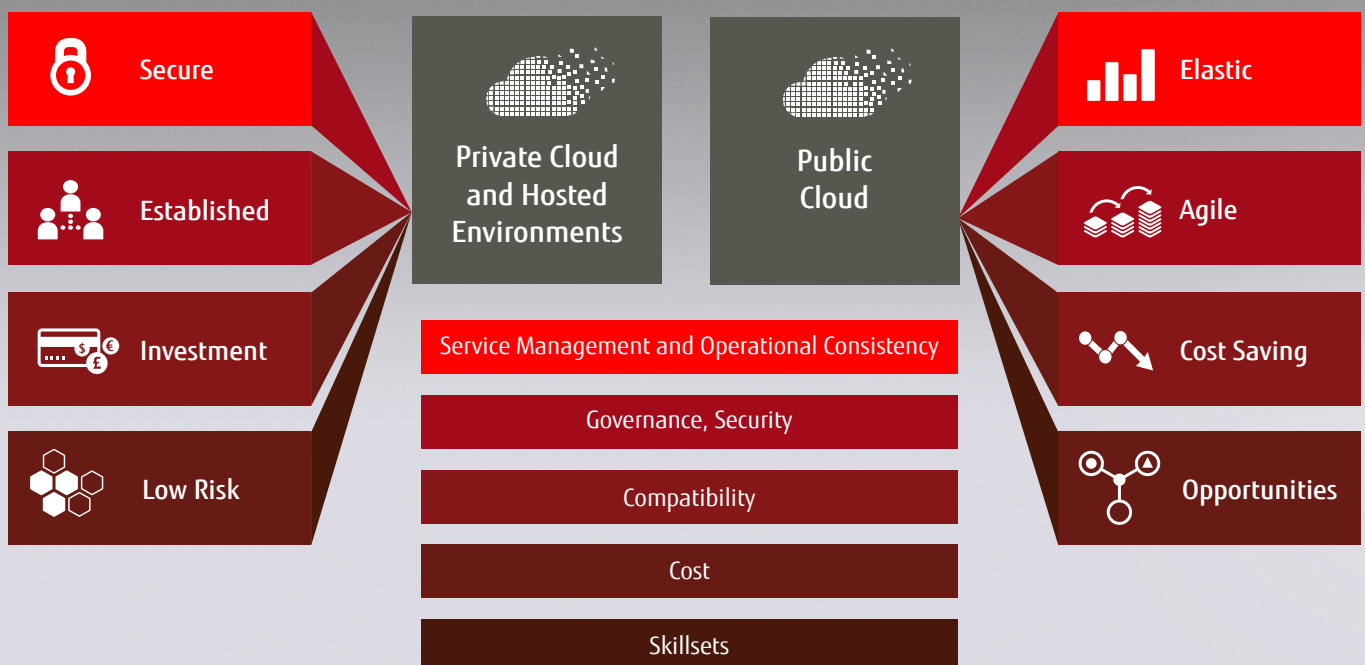 Secure
Established
$ €
£
Investment
Low Risk
Private Cloud
and Hosted
Environments
Public
Cloud
Service Management and Operational Consistency
Governance, Security
Compatibility
Cost
Skillsets
Elastic
Agile
Cost Saving
Opportunities